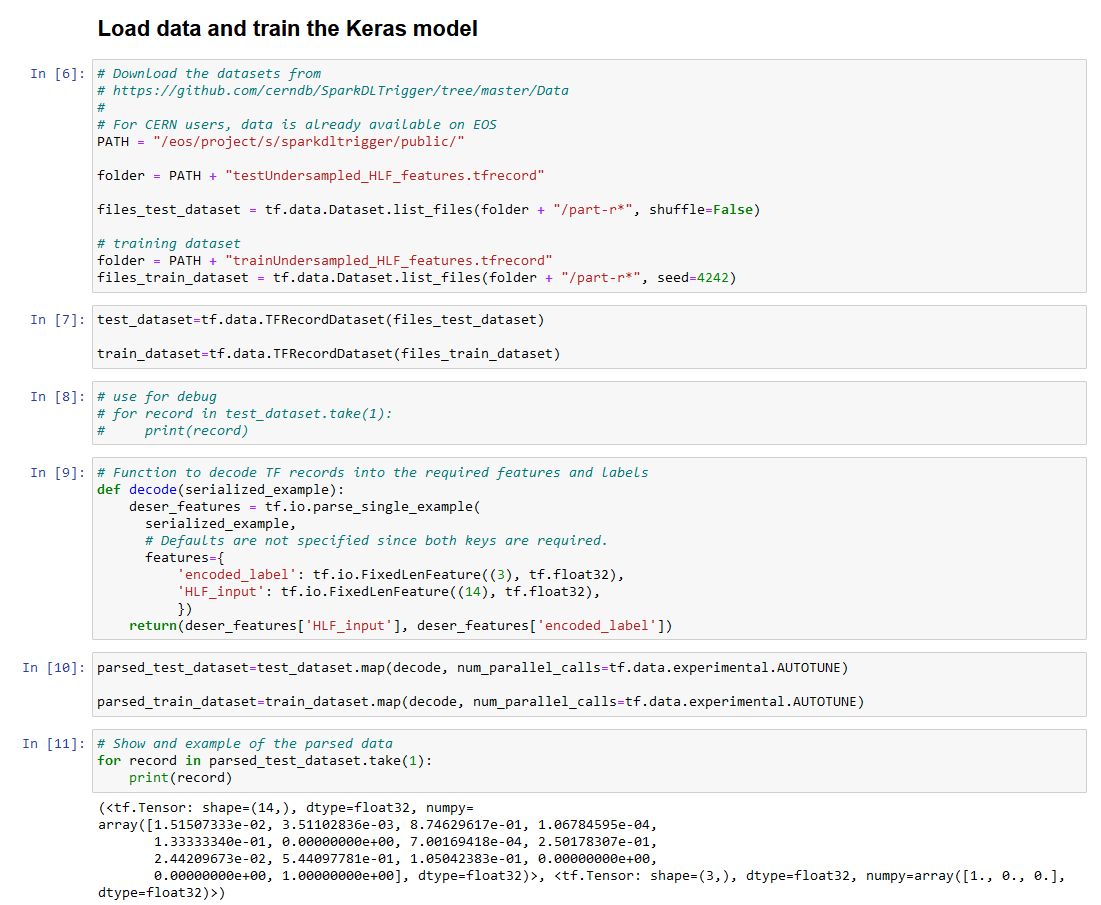 Load data and train the Keras model
In [6]:
# Download the datasets from
# https://github.com/cerndb/SparkDLTrigger/tree/master/Data
#
# For CERN users, data is already available on EOS
PATH = "/eos/project/s/sparkdltrigger/public/"
folder = PATH + "testUndersampled_HLF_features.tfrecord"
files_test_dataset = tf.data.Dataset.list_files(folder + "/part-r*", shuffle=False)
# training dataset
folder = PATH + "trainUndersampled_HLF_features.tfrecord"
files_train_dataset = tf.data.Dataset.list_files(folder + "/part-r*", seed=4242)
In [7]:
test_dataset=tf.data.TFRecordDataset(files_test_dataset)
train_dataset=tf.data.TFRecordDataset(files_train_dataset)
In [8]:
# use for debug
# for record in test_dataset.take(1):
#     print(record)
In [9]:
# Function to decode TF records into the required features and labels
def decode(serialized_example):
    deser_features = tf.io.parse_single_example(
      serialized_example,
      # Defaults are not specified since both keys are required.
      features={
          'encoded_label': tf.io.FixedLenFeature((3), tf.float32),
          'HLF_input': tf.io.FixedLenFeature((14), tf.float32),
          })
    return(deser_features['HLF_input'], deser_features['encoded_label'])
In [10]:
parsed_test_dataset=test_dataset.map(decode, num_parallel_calls=tf.data.experimental.AUTOTUNE)
parsed_train_dataset=train_dataset.map(decode, num_parallel_calls=tf.data.experimental.AUTOTUNE)
In [11]:
# Show and example of the parsed data
for record in parsed_test_dataset.take(1):
    print(record)
(<tf.Tensor: shape=(14,), dtype=float32, numpy=
array([1.51507333e-02, 3.51102836e-03, 8.74629617e-01, 1.06784595e-04,
       1.33333340e-01, 0.00000000e+00, 7.00169418e-04, 2.50178307e-01,
       2.44209673e-02, 5.44097781e-01, 1.05042383e-01, 0.00000000e+00,
       0.00000000e+00, 1.00000000e+00], dtype=float32)>, <tf.Tensor: shape=(3,), dtype=float32, numpy=array([1., 0., 0.],
dtype=float32)>)